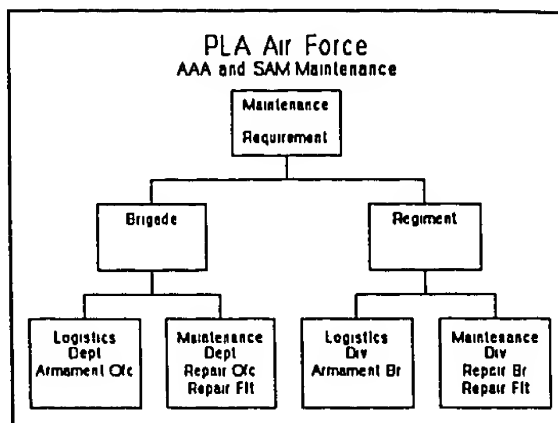 PLA Air Force
AAA and SAM Maintenance
Maintenance
Requirement
Brigade
Regiment
Logistics
Dept
Armament Ofc
Maintenance
Dept
Repair Ofc
Repair Flt
Logistics
Div
Armament Br
Maintenance
Div
Repair Br
Repair Flt